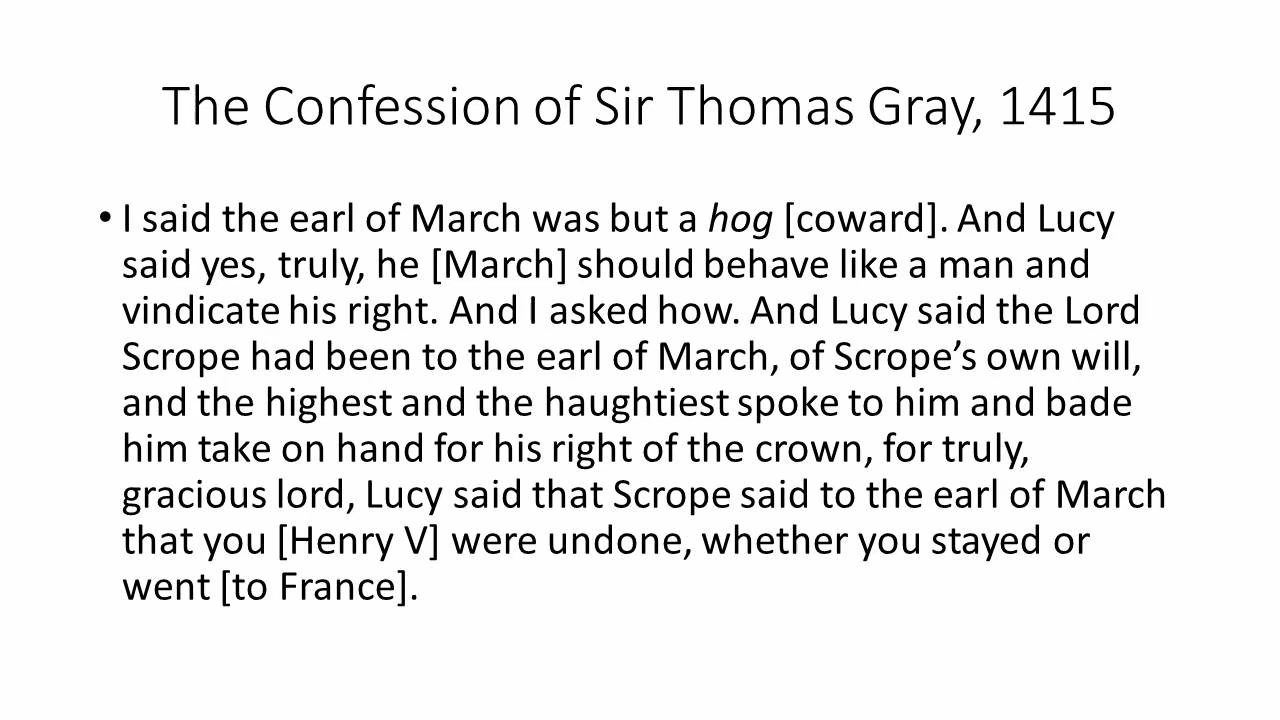 The Confession of Sir Thomas Gray, 1415
• I said the earl of March was but a hog [coward]. And Lucy
said yes, truly, he [March] should behave like a man and
vindicate his right. And I asked how. And Lucy said the Lord
Scrope had been to the earl of March, of Scrope’s own will,
and the highest and the haughtiest spoke to him and bade
him take on hand for his right of the crown, for truly,
gracious lord, Lucy said that Scrope said to the earl of March
that you [Henry V] were undone, whether you stayed or
went [to France].